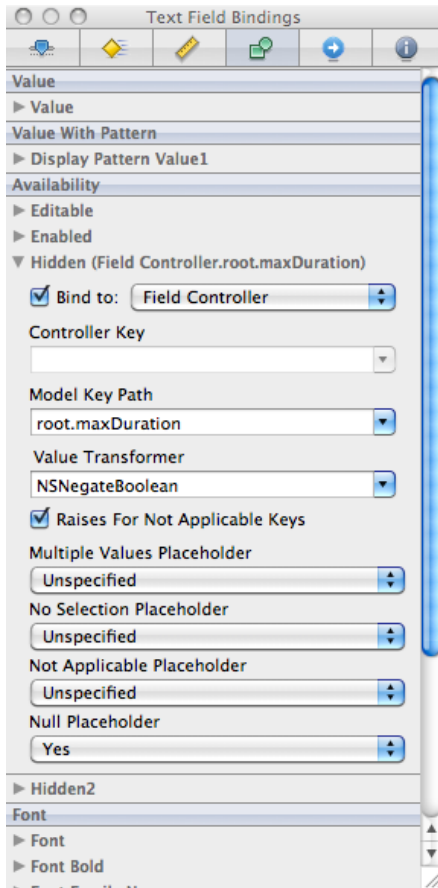 Text Field Bindings
Value
Value
Value With Pattern
Display Pattern Value1
Availability
Editable
Enabled
Hidden (Field Controller.root.maxDuration)
Bind to: Field Controller
Controller Key
Model Key Path
root.maxDuration
Value Transformer
NSNegateBoolean
Raises For Not Applicable Keys
Multiple Values Placeholder
Unspecified
No Selection Placeholder
Unspecified
Not Applicable Placeholder
Unspecified
Null Placeholder
Yes
Hidden2
Font
Font
Font Bold